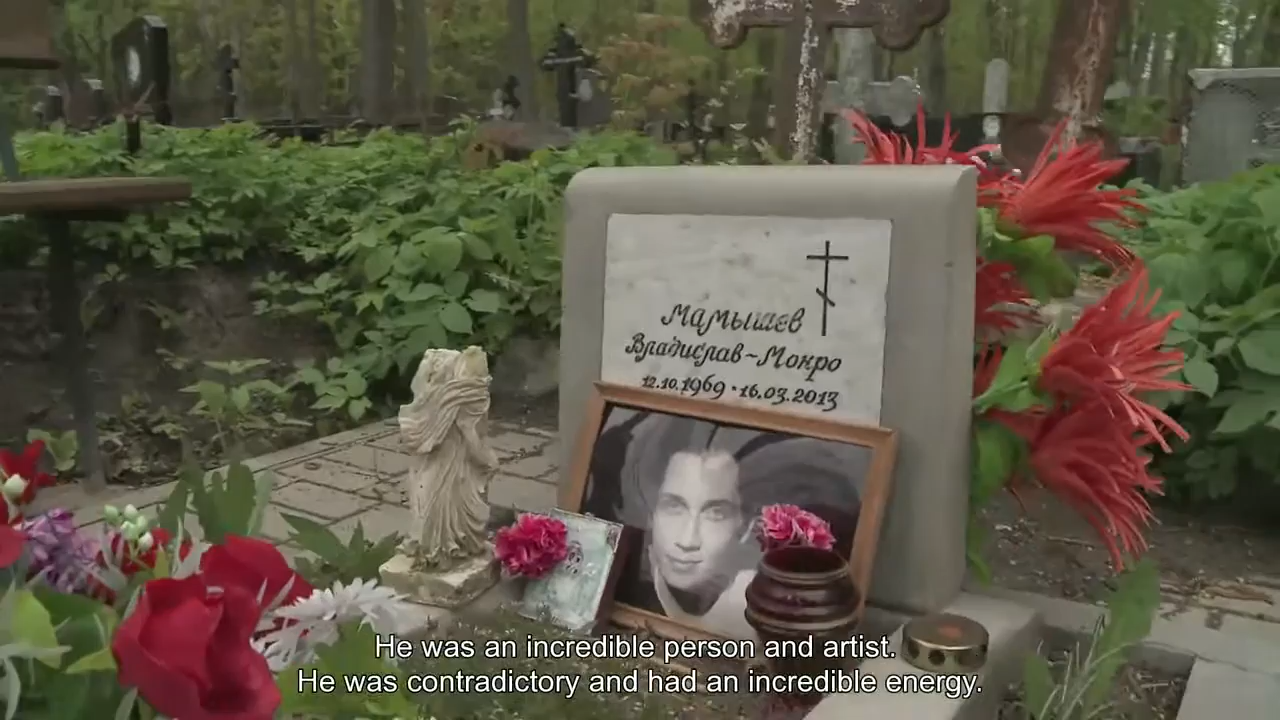 Мамышев
Владислав~Монро
12.10.1969 • 16.03.2013
He was an incredible person and artist.
He was contradictory and had an incredible energy.